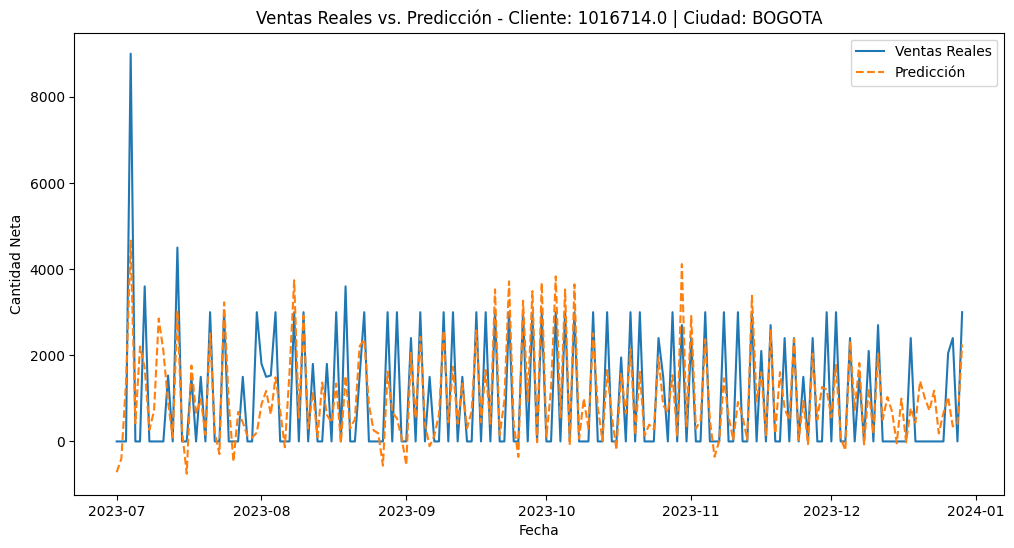 Ventas Reales vs. Predicción - Cliente: 1016714.0 | Ciudad: BOGOTA
Ventas Reales
Predicción
Cantidad Neta
8000
6000
4000
2000
0
2023-07
2023-08
2023-09
2023-10
2023-11
2023-12
2024-01
Fecha